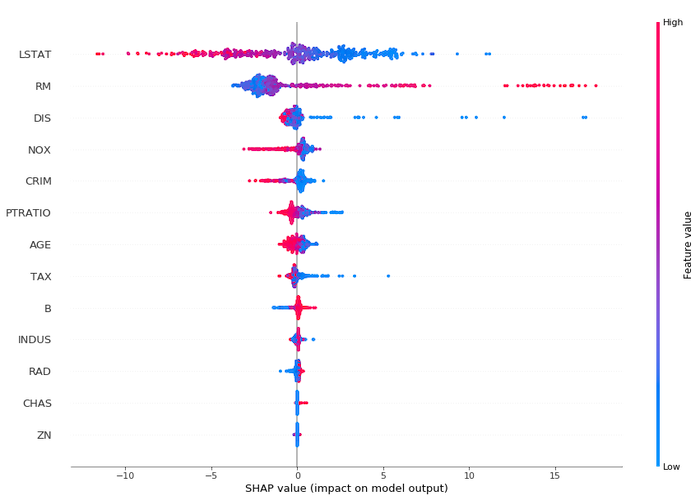 High
LSTAT
RM
DIS
NOX
CRIM
PTRATIO
AGE
TAX
B
INDUS
RAD
CHAS
ZN
Feature value
Low
−10 −5 0 5 10 15
SHAP value (impact on model output)